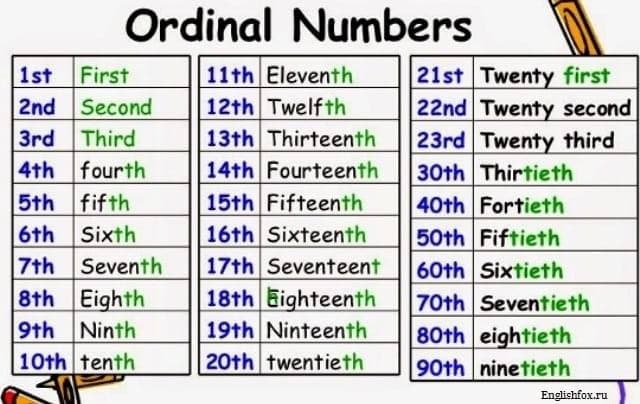 Ordinal Numbers
1st First
2nd Second
3rd Third
4th fourth
5th fifth
6th Sixth
7th Seventh
8th Eighth
9th Ninth
10th tenth
11th Eleventh
12th Twelfth
13th Thirteenth
14th Fourteenth
15th Fifteenth
16th Sixteenth
17th Seventeent
18th Eighteenth
19th Ninteenth
20th twentieth
21st Twenty first
22nd Twenty second
23rd Twenty third
30th Thirtieth
40th Fortieth
50th Fiftieth
60th Sixtieth
70th Seventieth
80th eightieth
90th ninetieth
Englishfox.ru